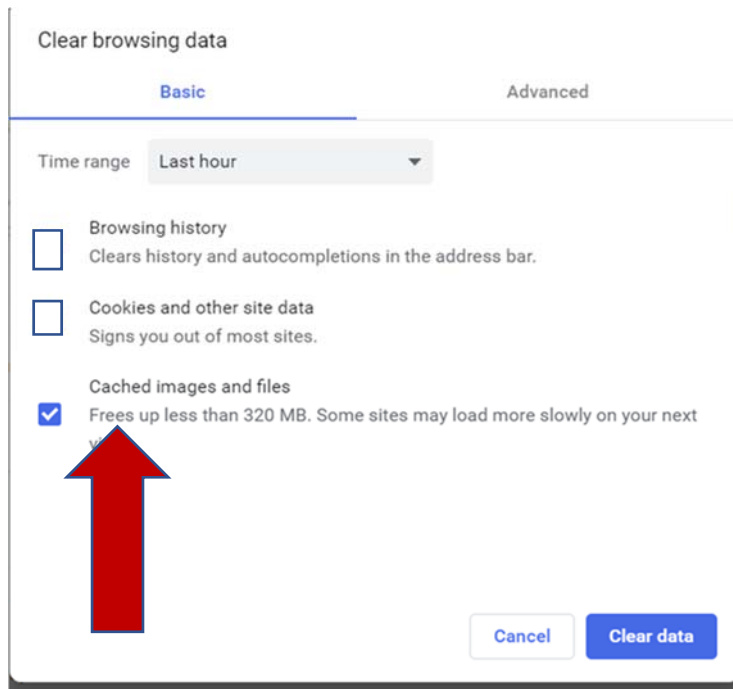 Clear browsing data
Basic Advanced
Time range Last hour
Browsing history
Clears history and autocompletions in the address bar.
Cookies and other site data
Signs you out of most sites.
Cached images and files
Frees up less than 320 MB. Some sites may load more slowly on your next
Cancel Clear data